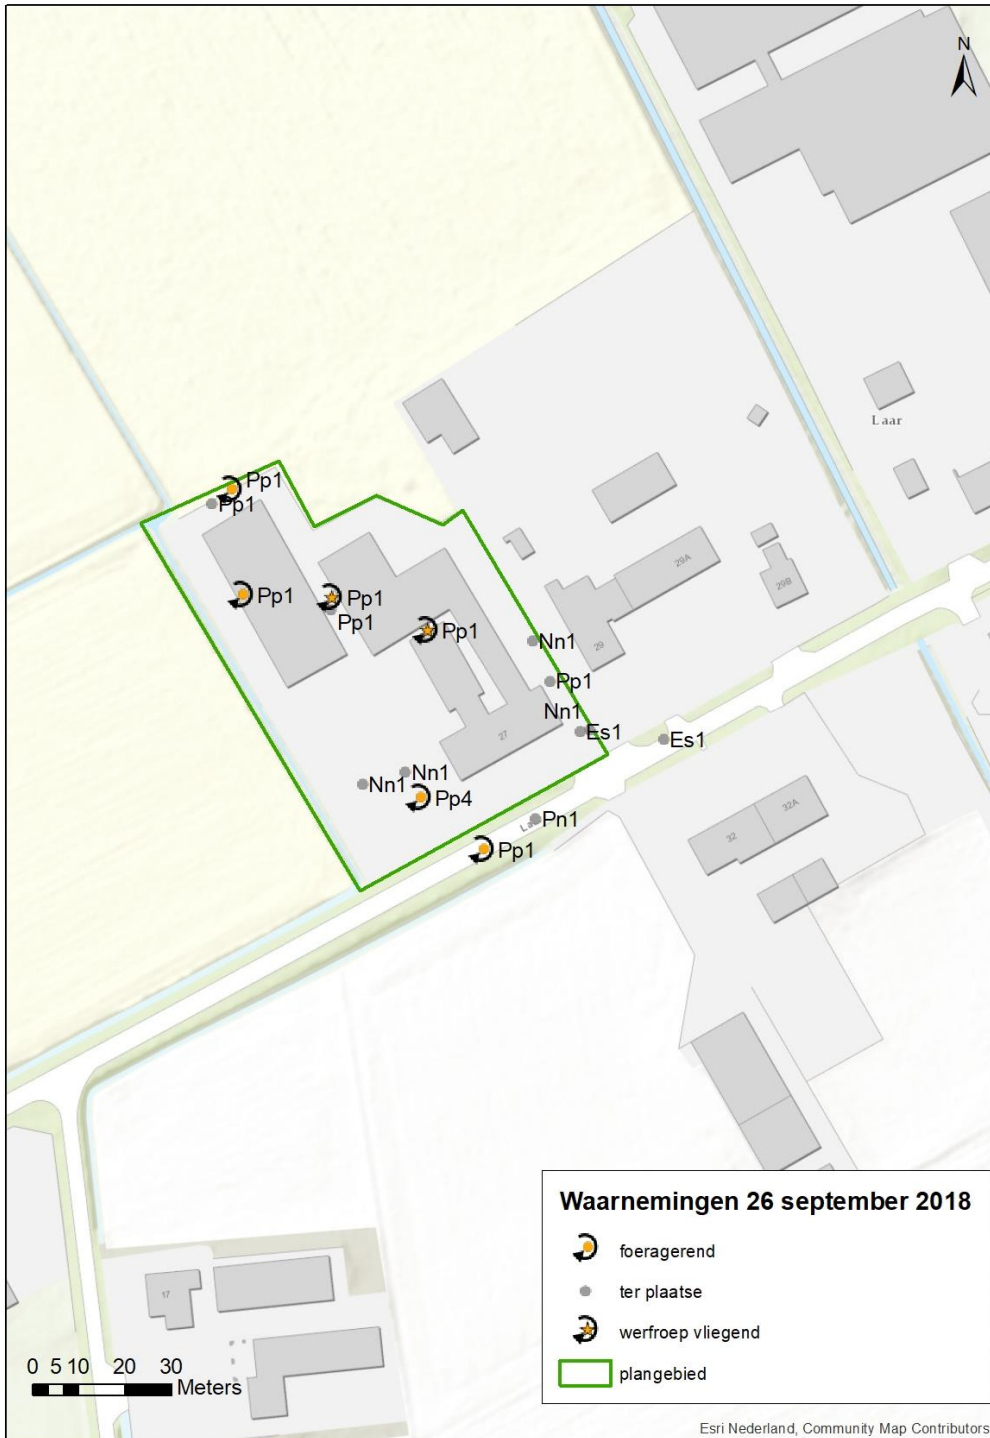 N
Laar
Pp1
Pp1
Pp1
Pp1
Pp1
Pp1
29A
29B
29
Nn1
Pp1
Nn1
Es1
Es1
27
Nn1
Nn1
Pp4
Pn1
Pp1
32A
32
17
Waarnemingen 26 september 2018
foeragerend
ter plaatse
werfroep vliegend
plangebied
0 5 10 20 30
Meters
Esri Nederland, Community Map Contributors